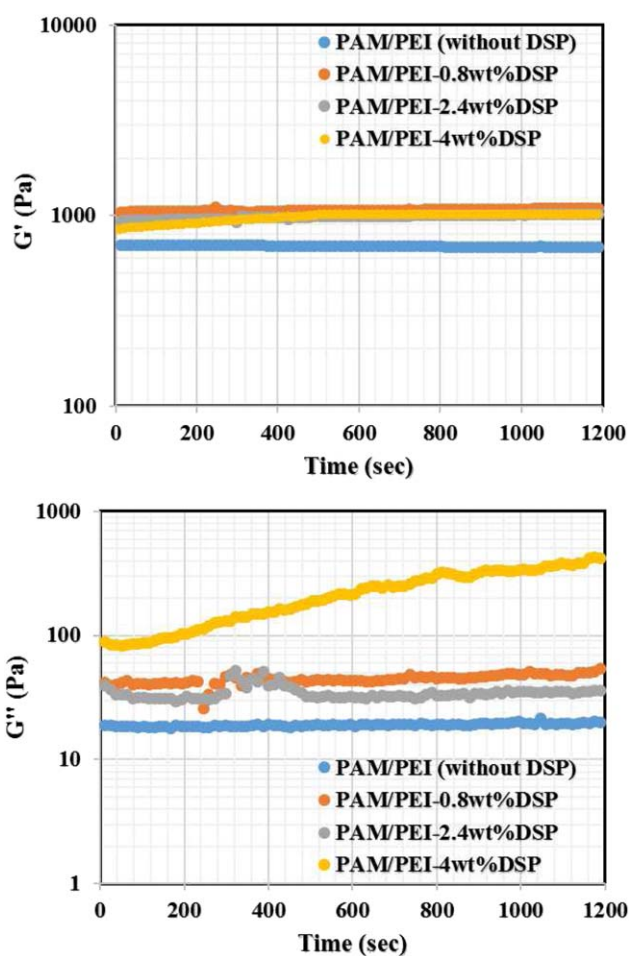 10000
PAM/PEI (without DSP)
PAM/PEI-0.8wt%DSP
PAM/PEI-2.4wt%DSP
PAM/PEI-4wt%DSP
G' (Pa)
1000
100
0 200 400 600 800 1000 1200
Time (sec)
1000
100
G'' (Pa)
10
PAM/PEI (without DSP)
PAM/PEI-0.8wt%DSP
PAM/PEI-2.4wt%DSP
PAM/PEI-4wt%DSP
1
0 200 400 600 800 1000 1200
Time (sec)